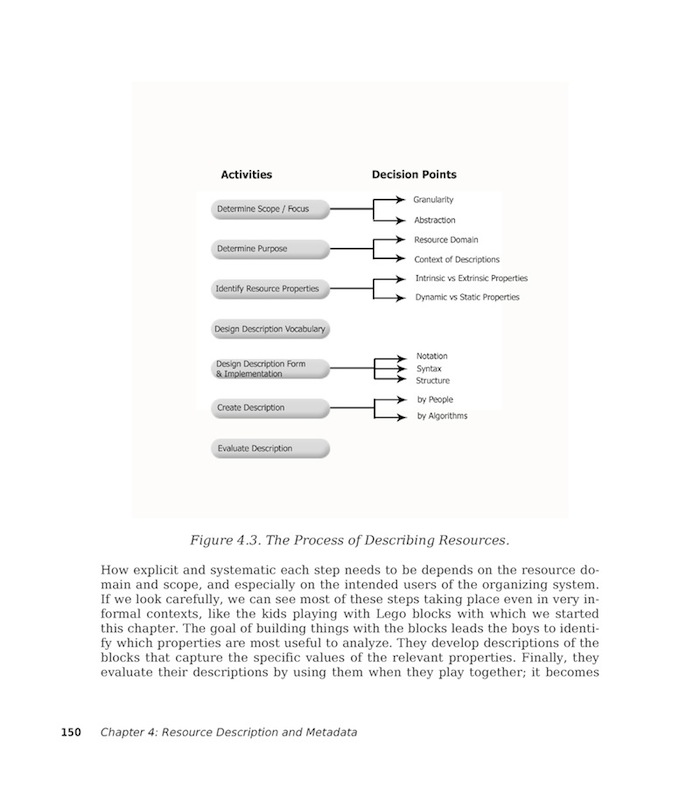 Activities Decision Points
Determine Scope / Focus
Granularity
Abstraction
Determine Purpose
Resource Domain
Context of Descriptions
Identify Resource Properties
Intrinsic vs Extrinsic Properties
Dynamic vs Static Properties
Design Description Vocabulary
Design Description Form
& Implementation
Notation
Syntax
Structure
Create Description
by People
by Algorithms
Evaluate Description
Figure 4.3. The Process of Describing Resources.
How explicit and systematic each step needs to be depends on the resource do-
main and scope, and especially on the intended users of the organizing system.
If we look carefully, we can see most of these steps taking place even in very in-
formal contexts, like the kids playing with Lego blocks with which we started
this chapter. The goal of building things with the blocks leads the boys to identi-
fy which properties are most useful to analyze. They develop descriptions of the
blocks that capture the specific values of the relevant properties. Finally, they
evaluate their descriptions by using them when they play together; it becomes
150 Chapter 4: Resource Description and Metadata